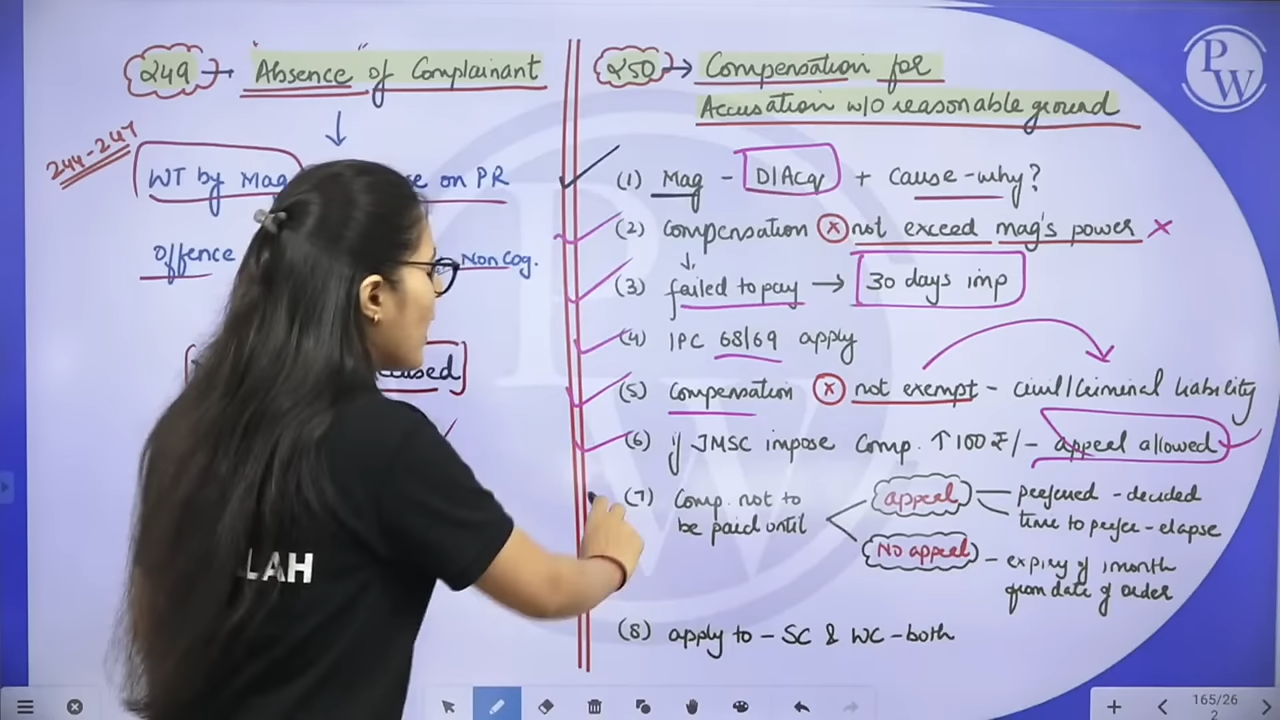 249 → "Absence" of Complainant
244-247
WT by Mag
e on PR
Offence
Non Cog.
cused
250 → Compensation for
Accusation w/o reasonable ground
(1) Mag - D/Acq + cause-why?
(2) Compensation ⓧ not exceed mag's power ×
(3) failed to pay → 30 days imp
(4) IPC 68/69 apply
(5) Compensation ⓧ not exempt - civil/Criminal liability
(6) if JMSC impose Comp. ↑ 100 ₹/- appeal allowed
(7) Comp. not to
be paid until
appeal
preferred - decided
time to prefer - elapse
No appeal
- expiry of 1 month
from date of order
(8) apply to - SC & WC - both
LAH
PW
165/26
2